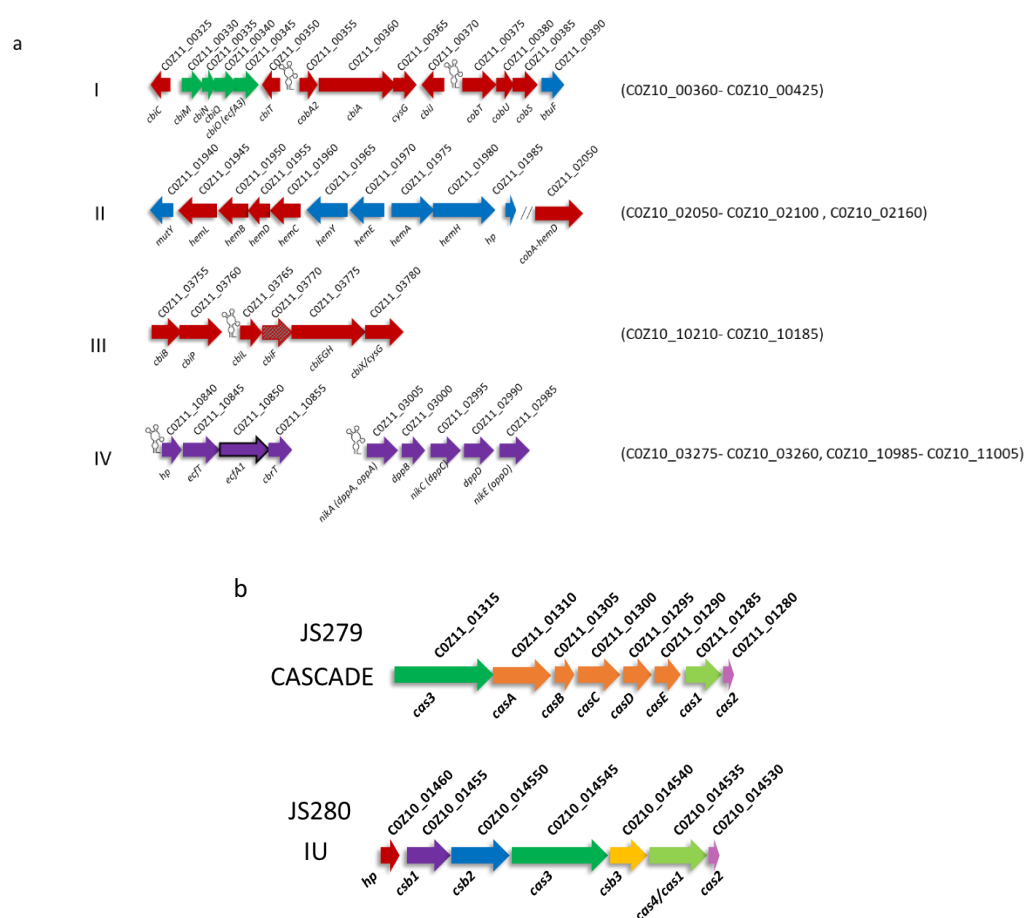 a
I
C0Z11_00325
C0Z11_00330
C0Z11_00335
C0Z11_00340
C0Z11_00345
C0Z11_00350
C0Z11_00355
C0Z11_00360
C0Z11_00365
C0Z11_00370
C0Z11_00375
C0Z11_00380
C0Z11_00385
C0Z11_00390
cbiC
cbiM
cbiN
cbiQ
cbiO (ecfA3)
cbiT
cobA2
cbiA
cysG
cbiJ
cobT
cobU
cobS
btuF
(C0Z10_00360- C0Z10_00425)
II
C0Z11_01940
C0Z11_01945
C0Z11_01950
C0Z11_01955
C0Z11_01960
C0Z11_01965
C0Z11_01970
C0Z11_01975
C0Z11_01980
C0Z11_01985
C0Z11_02050
mutY
hemL
hemB
hemD
hemC
hemY
hemE
hemA
hemH
hp
//
cobA-hemD
(C0Z10_02050- C0Z10_02100 , C0Z10_02160)
III
C0Z11_03755
C0Z11_03760
C0Z11_03765
C0Z11_03770
C0Z11_03775
C0Z11_03780
cbiB
cbiP
cbiL
cbiF
cbiEGH
cbiX/cysG
(C0Z10_10210- C0Z10_10185)
IV
C0Z11_10840
C0Z11_10845
C0Z11_10850
C0Z11_10855
C0Z11_03005
C0Z11_03000
C0Z11_02995
C0Z11_02990
C0Z11_02985
hp
ecfT
ecfA1
cbrT
nikA (dppA, oppA)
dppB
nikC (dppC)
dppD
nikE (oppD)
(C0Z10_03275- C0Z10_03260, C0Z10_10985- C0Z10_11005)
b
JS279
CASCADE
C0Z11_01315
C0Z11_01310
C0Z11_01305
C0Z11_01300
C0Z11_01295
C0Z11_01290
C0Z11_01285
C0Z11_01280
cas3
casA
casB
casC
casD
casE
cas1
cas2
JS280
IU
C0Z10_01460
C0Z10_01455
C0Z10_014550
C0Z10_014545
C0Z10_014540
C0Z10_014535
C0Z10_014530
hp
csb1
csb2
cas3
csb3
cas4/cas1
cas2